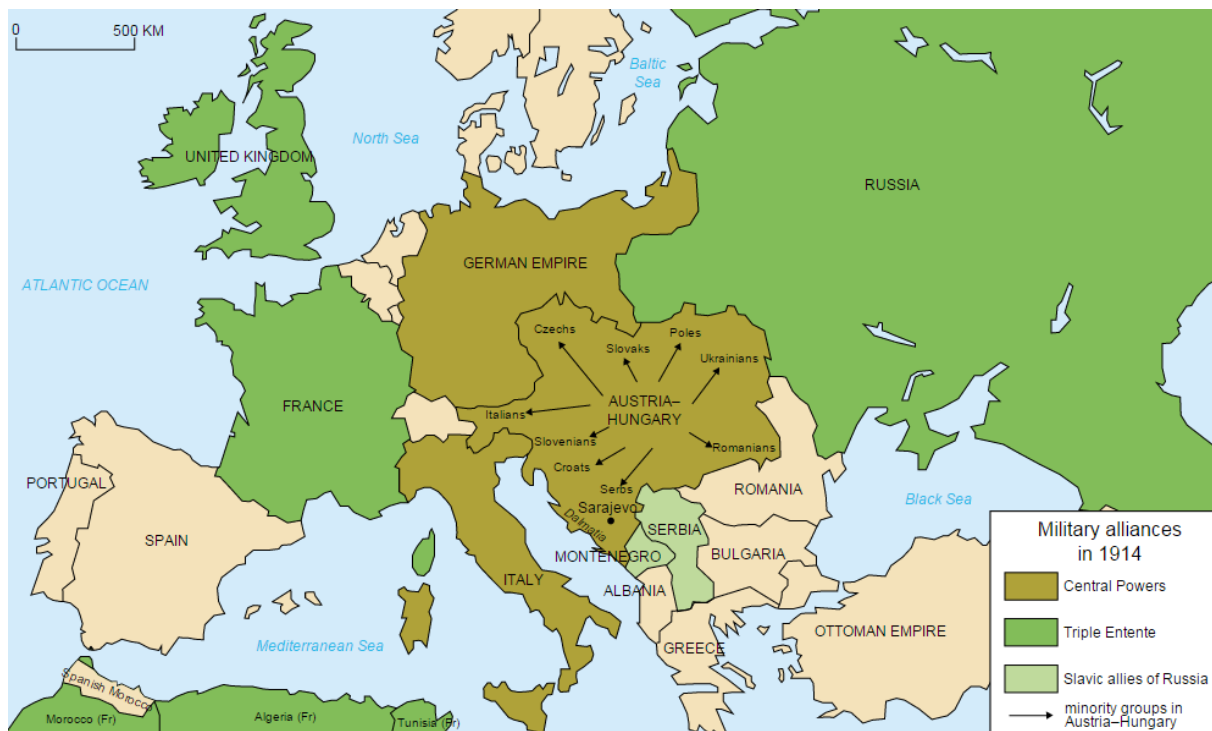 0 500 KM
Baltic
Sea
North Sea
UNITED KINGDOM
RUSSIA
ATLANTIC OCEAN
GERMAN EMPIRE
Czechs
Slovaks
Poles
Ukrainians
FRANCE
AUSTRIA–
HUNGARY
Italians
Slovenians
Croats
Romanians
Serbs
Sarajevo
Dalmatia
PORTUGAL
SPAIN
ROMANIA
Black Sea
SERBIA
MONTENEGRO
BULGARIA
ITALY
ALBANIA
Mediterranean Sea
GREECE
OTTOMAN EMPIRE
Spanish Morocco
Morocco (Fr)
Algeria (Fr)
Tunisia (Fr)
Military alliances
in 1914
Central Powers
Triple Entente
Slavic allies of Russia
minority groups in
Austria–Hungary